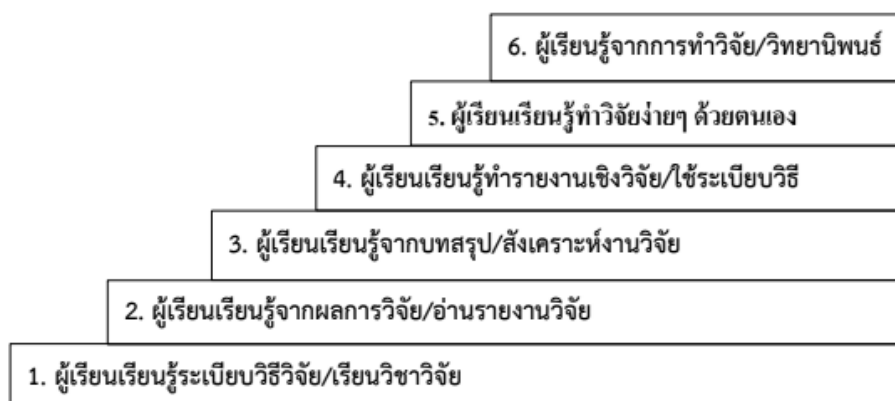 6. ผู้เรียนรู้จากการทำวิจัย/วิทยานิพนธ์
5. ผู้เรียนเรียนรู้ทำวิจัยง่ายๆ ด้วยตนเอง
4. ผู้เรียนเรียนรู้ทำรายงานเชิงวิจัย/ใช้ระเบียบวิธี
3. ผู้เรียนเรียนรู้จากบทสรุป/สังเคราะห์งานวิจัย
2. ผู้เรียนเรียนรู้จากผลการวิจัย/อ่านรายงานวิจัย
1. ผู้เรียนเรียนรู้ระเบียบวิธีวิจัย/เรียนวิชาวิจัย